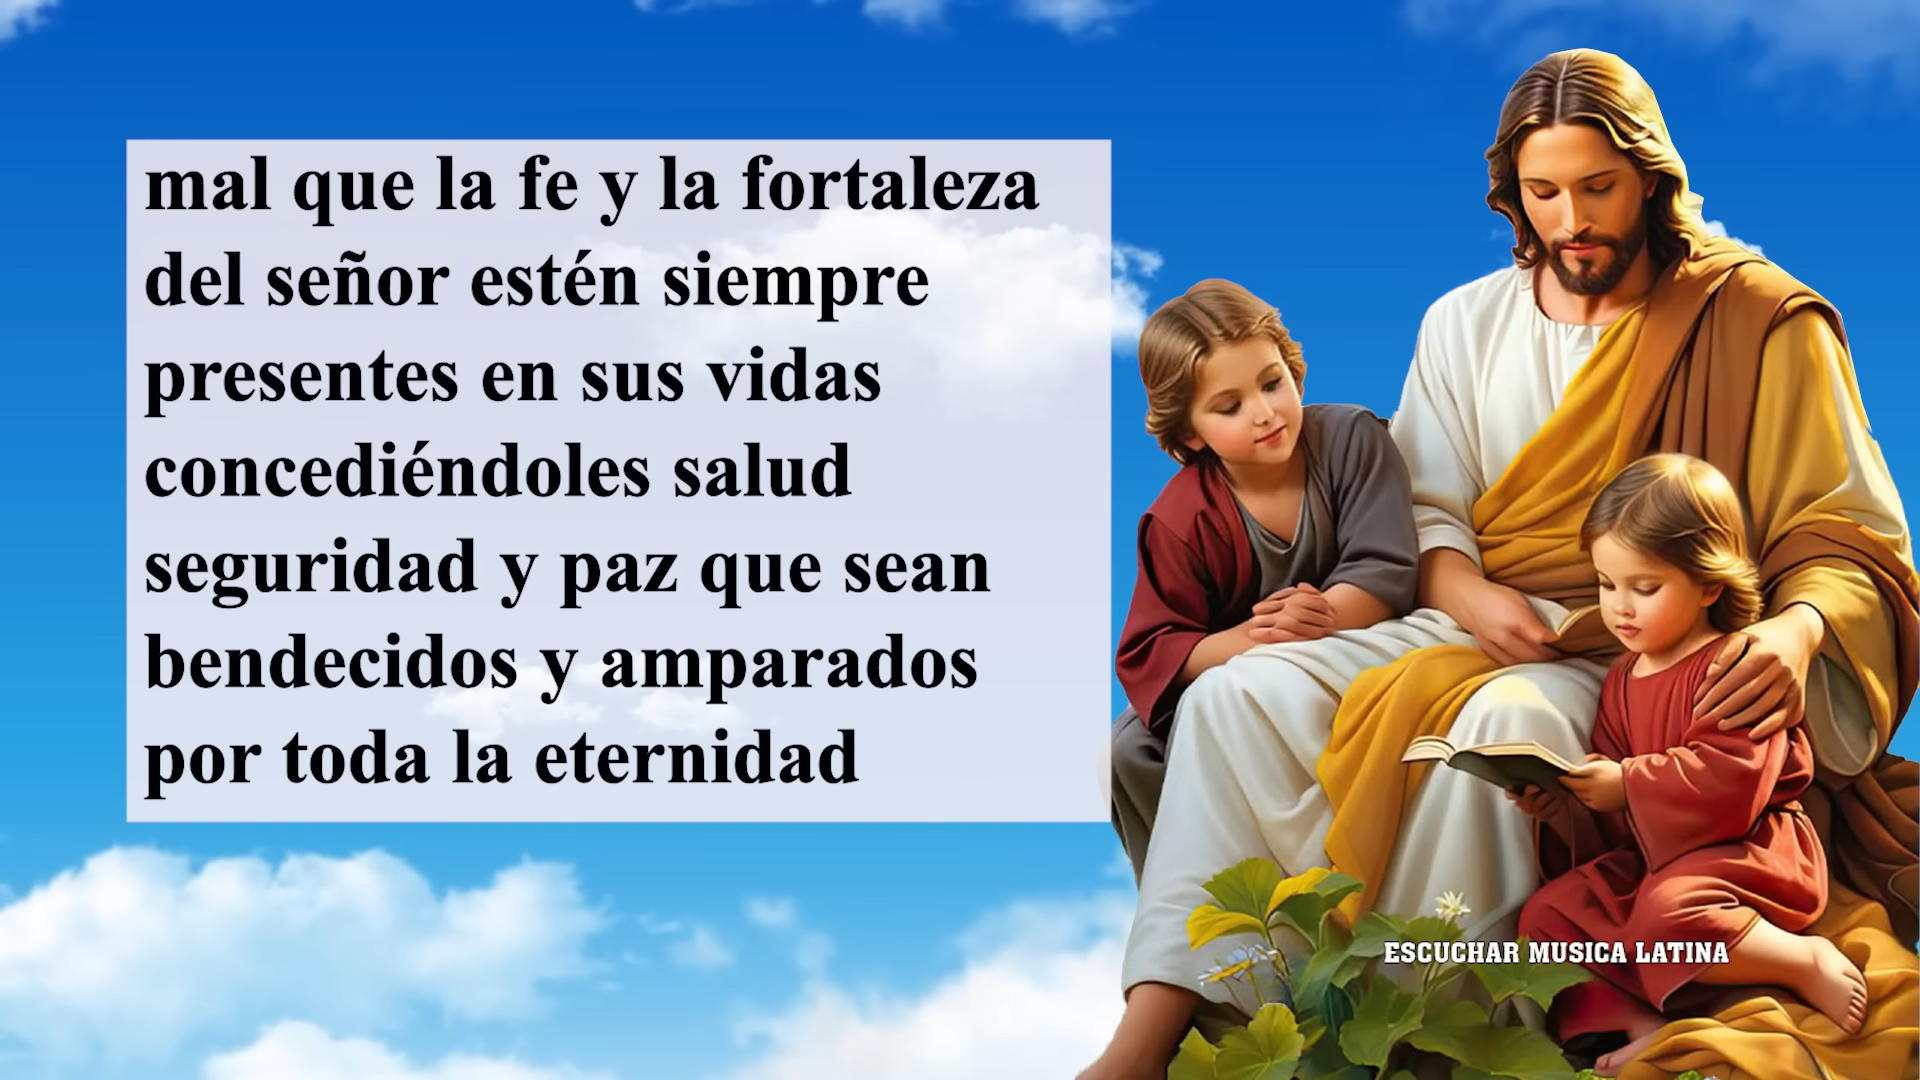 mal que la fe y la fortaleza
del señor estén siempre
presentes en sus vidas
concediéndoles salud
seguridad y paz que sean
bendecidos y amparados
por toda la eternidad
ESCUCHAR MUSICA LATINA